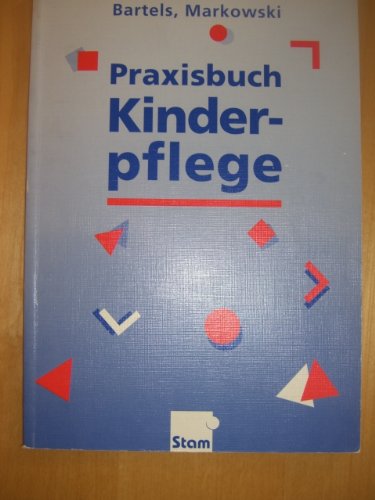 Bartels, Markowski
Praxisbuch
Kinder-
pflege
Stam